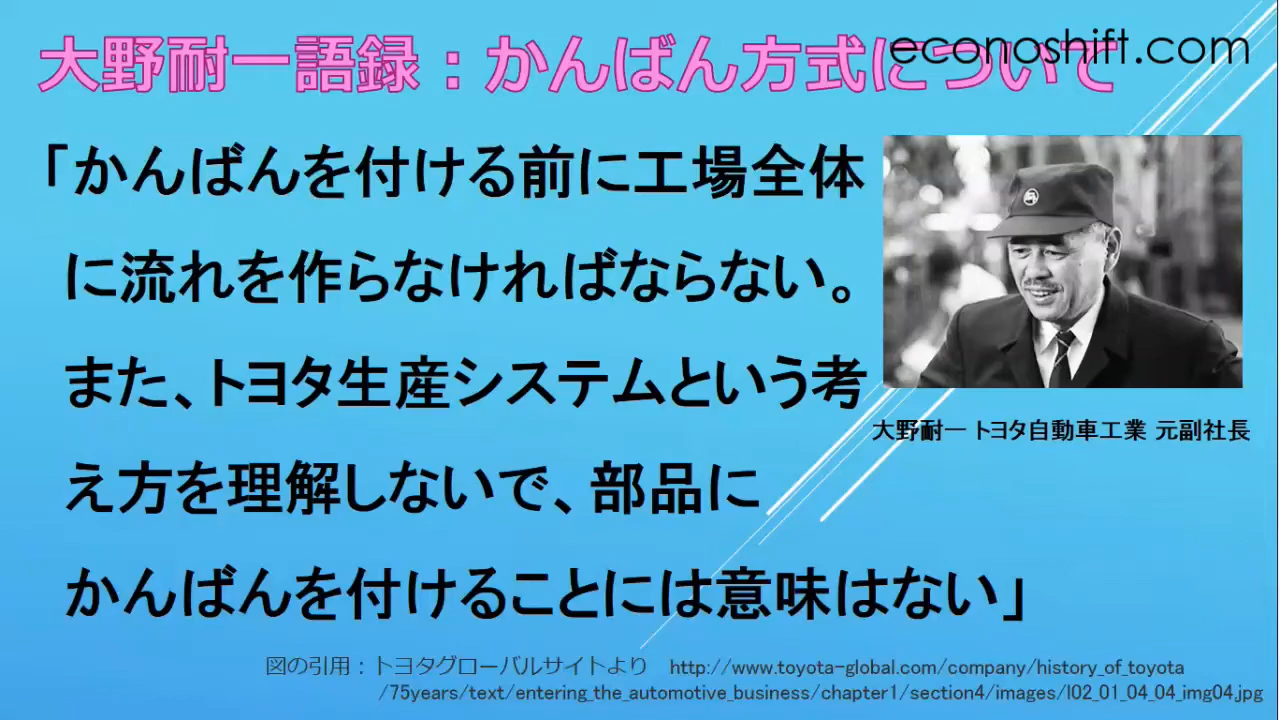 大野耐一語録：かんばん方式について
econoshift.com
「かんばんを付ける前に工場全体
に流れを作らなければならない。
また、トヨタ生産システムという考
え方を理解しないで、部品に
かんばんを付けることには意味はない」
大野耐一 トヨタ自動車工業 元副社長
図の引用：トヨタグローバルサイトより　http://www.toyota-global.com/company/history_of_toyota
/75years/text/entering_the_automotive_business/chapter1/section4/images/l02_01_04_04_img04.jpg